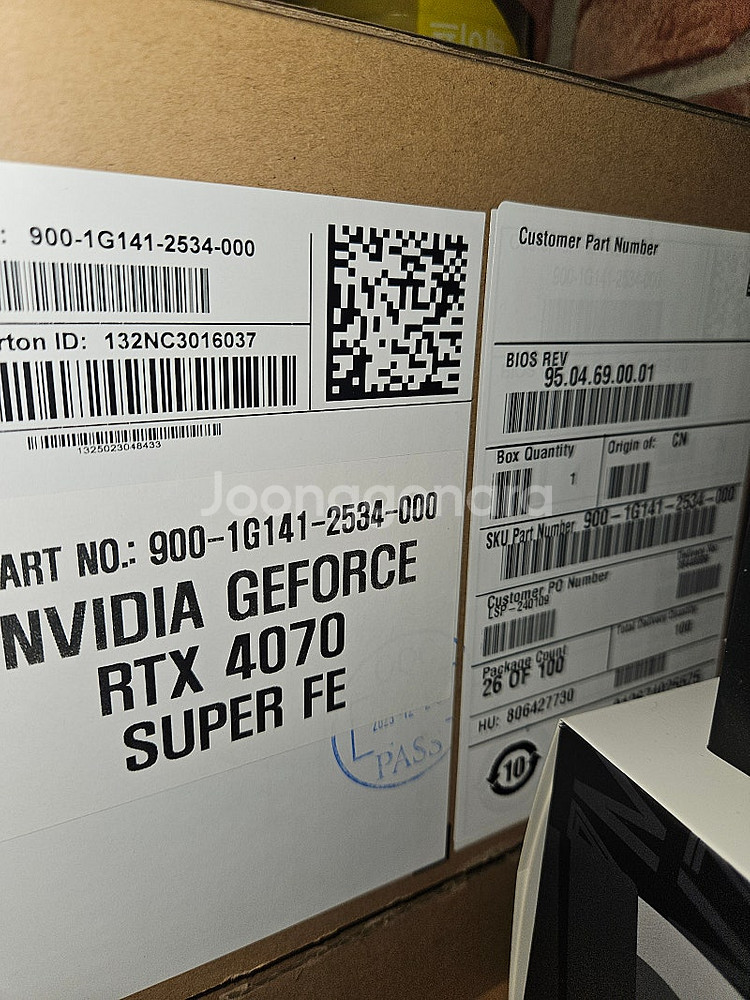 : 900-1G141-2534-000
rton ID: 132NC3016037
1325023048433
ART NO.: 900-1G141-2534-000
NVIDIA GEFORCE
RTX 4070
SUPER FE
PASS
Joonggonara
Customer Part Number
900-1G141-2534-000
BIOS REV
95.04.69.00.01
Box Quantity
1
Origin of: CN
SKU Part Number 900-1G141-2534-000
Customer PO Number
LSP-240109
Total Delivery Quantity
100
Package Count
26 OF 100
HU: 806427730
10